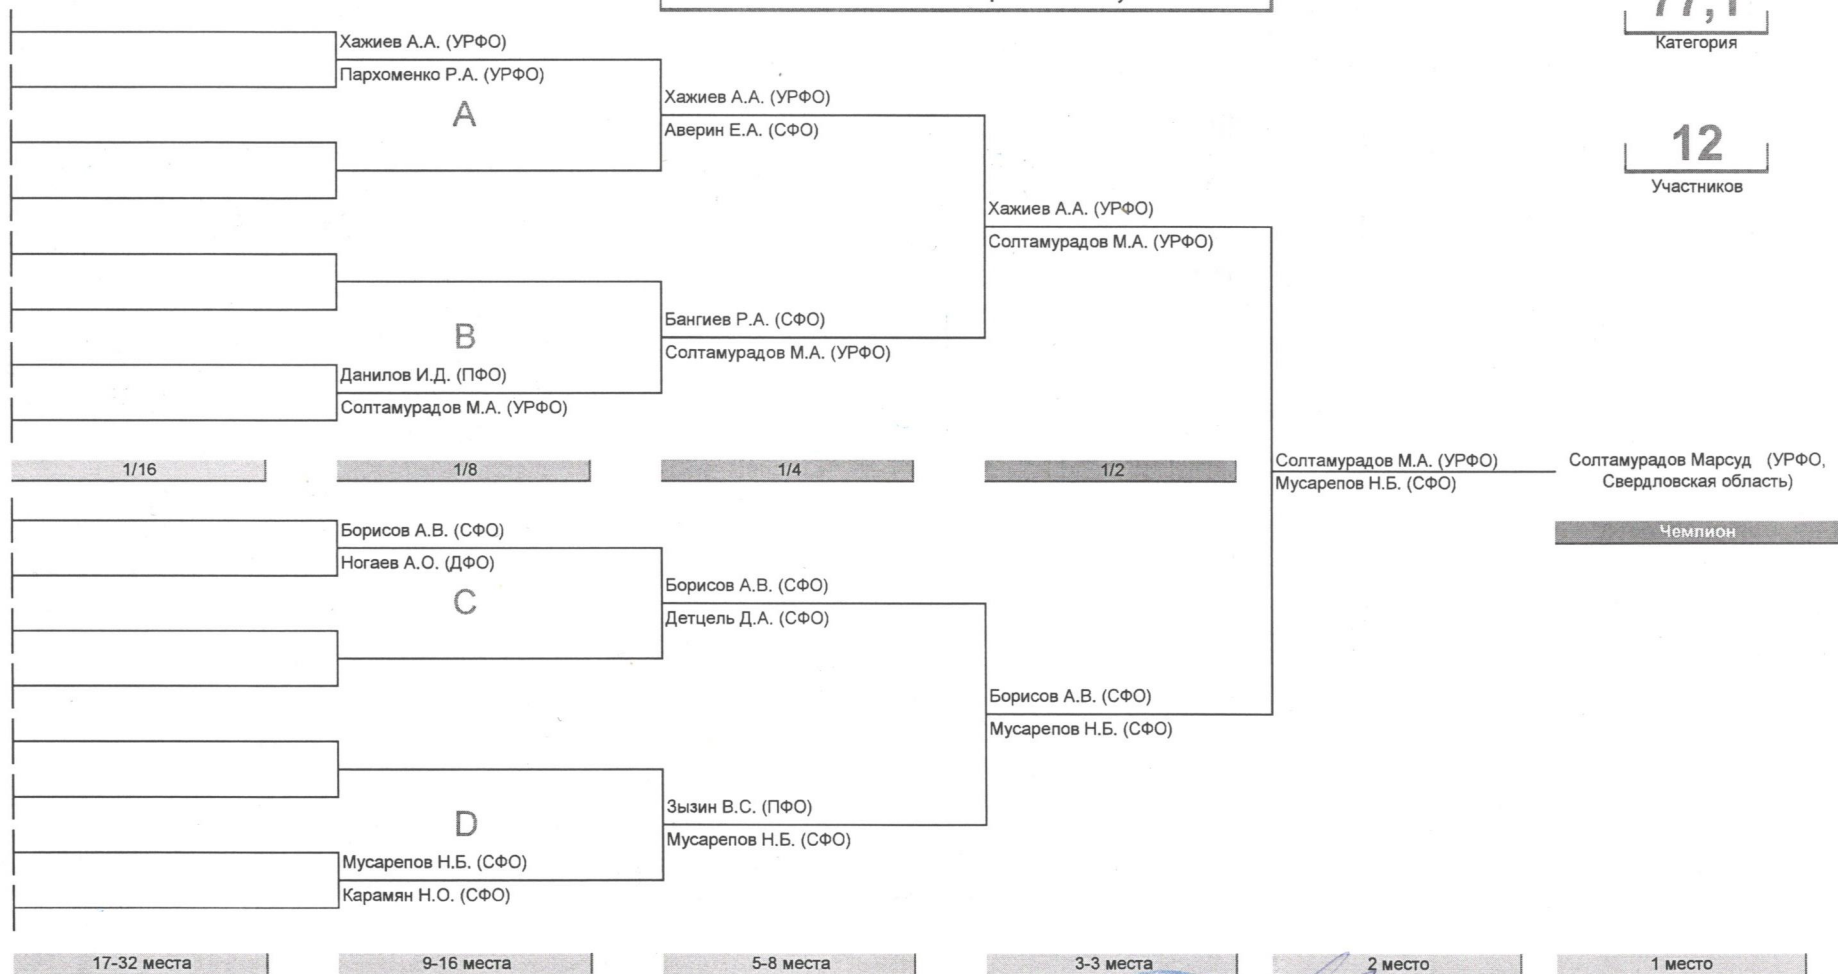 77,1
Категория
12
Участников
Хажиев А.А. (УРФО)
Пархоменко Р.А. (УРФО)
A
Хажиев А.А. (УРФО)
Аверин Е.А. (СФО)
Хажиев А.А. (УРФО)
Солтамурадов М.А. (УРФО)
B
Бангиев Р.А. (СФО)
Солтамурадов М.А. (УРФО)
Данилов И.Д. (ПФО)
Солтамурадов М.А. (УРФО)
1/16
1/8
1/4
1/2
Солтамурадов М.А. (УРФО)
Мусарепов Н.Б. (СФО)
Солтамурадов Марсуд (УРФО,
Свердловская область)
Чемпион
Борисов А.В. (СФО)
Ногаев А.О. (ДФО)
C
Борисов А.В. (СФО)
Детцель Д.А. (СФО)
Борисов А.В. (СФО)
Мусарепов Н.Б. (СФО)
D
Зызин В.С. (ПФО)
Мусарепов Н.Б. (СФО)
Мусарепов Н.Б. (СФО)
Карамян Н.О. (СФО)
17-32 места
9-16 места
5-8 места
3-3 места
2 место
1 место